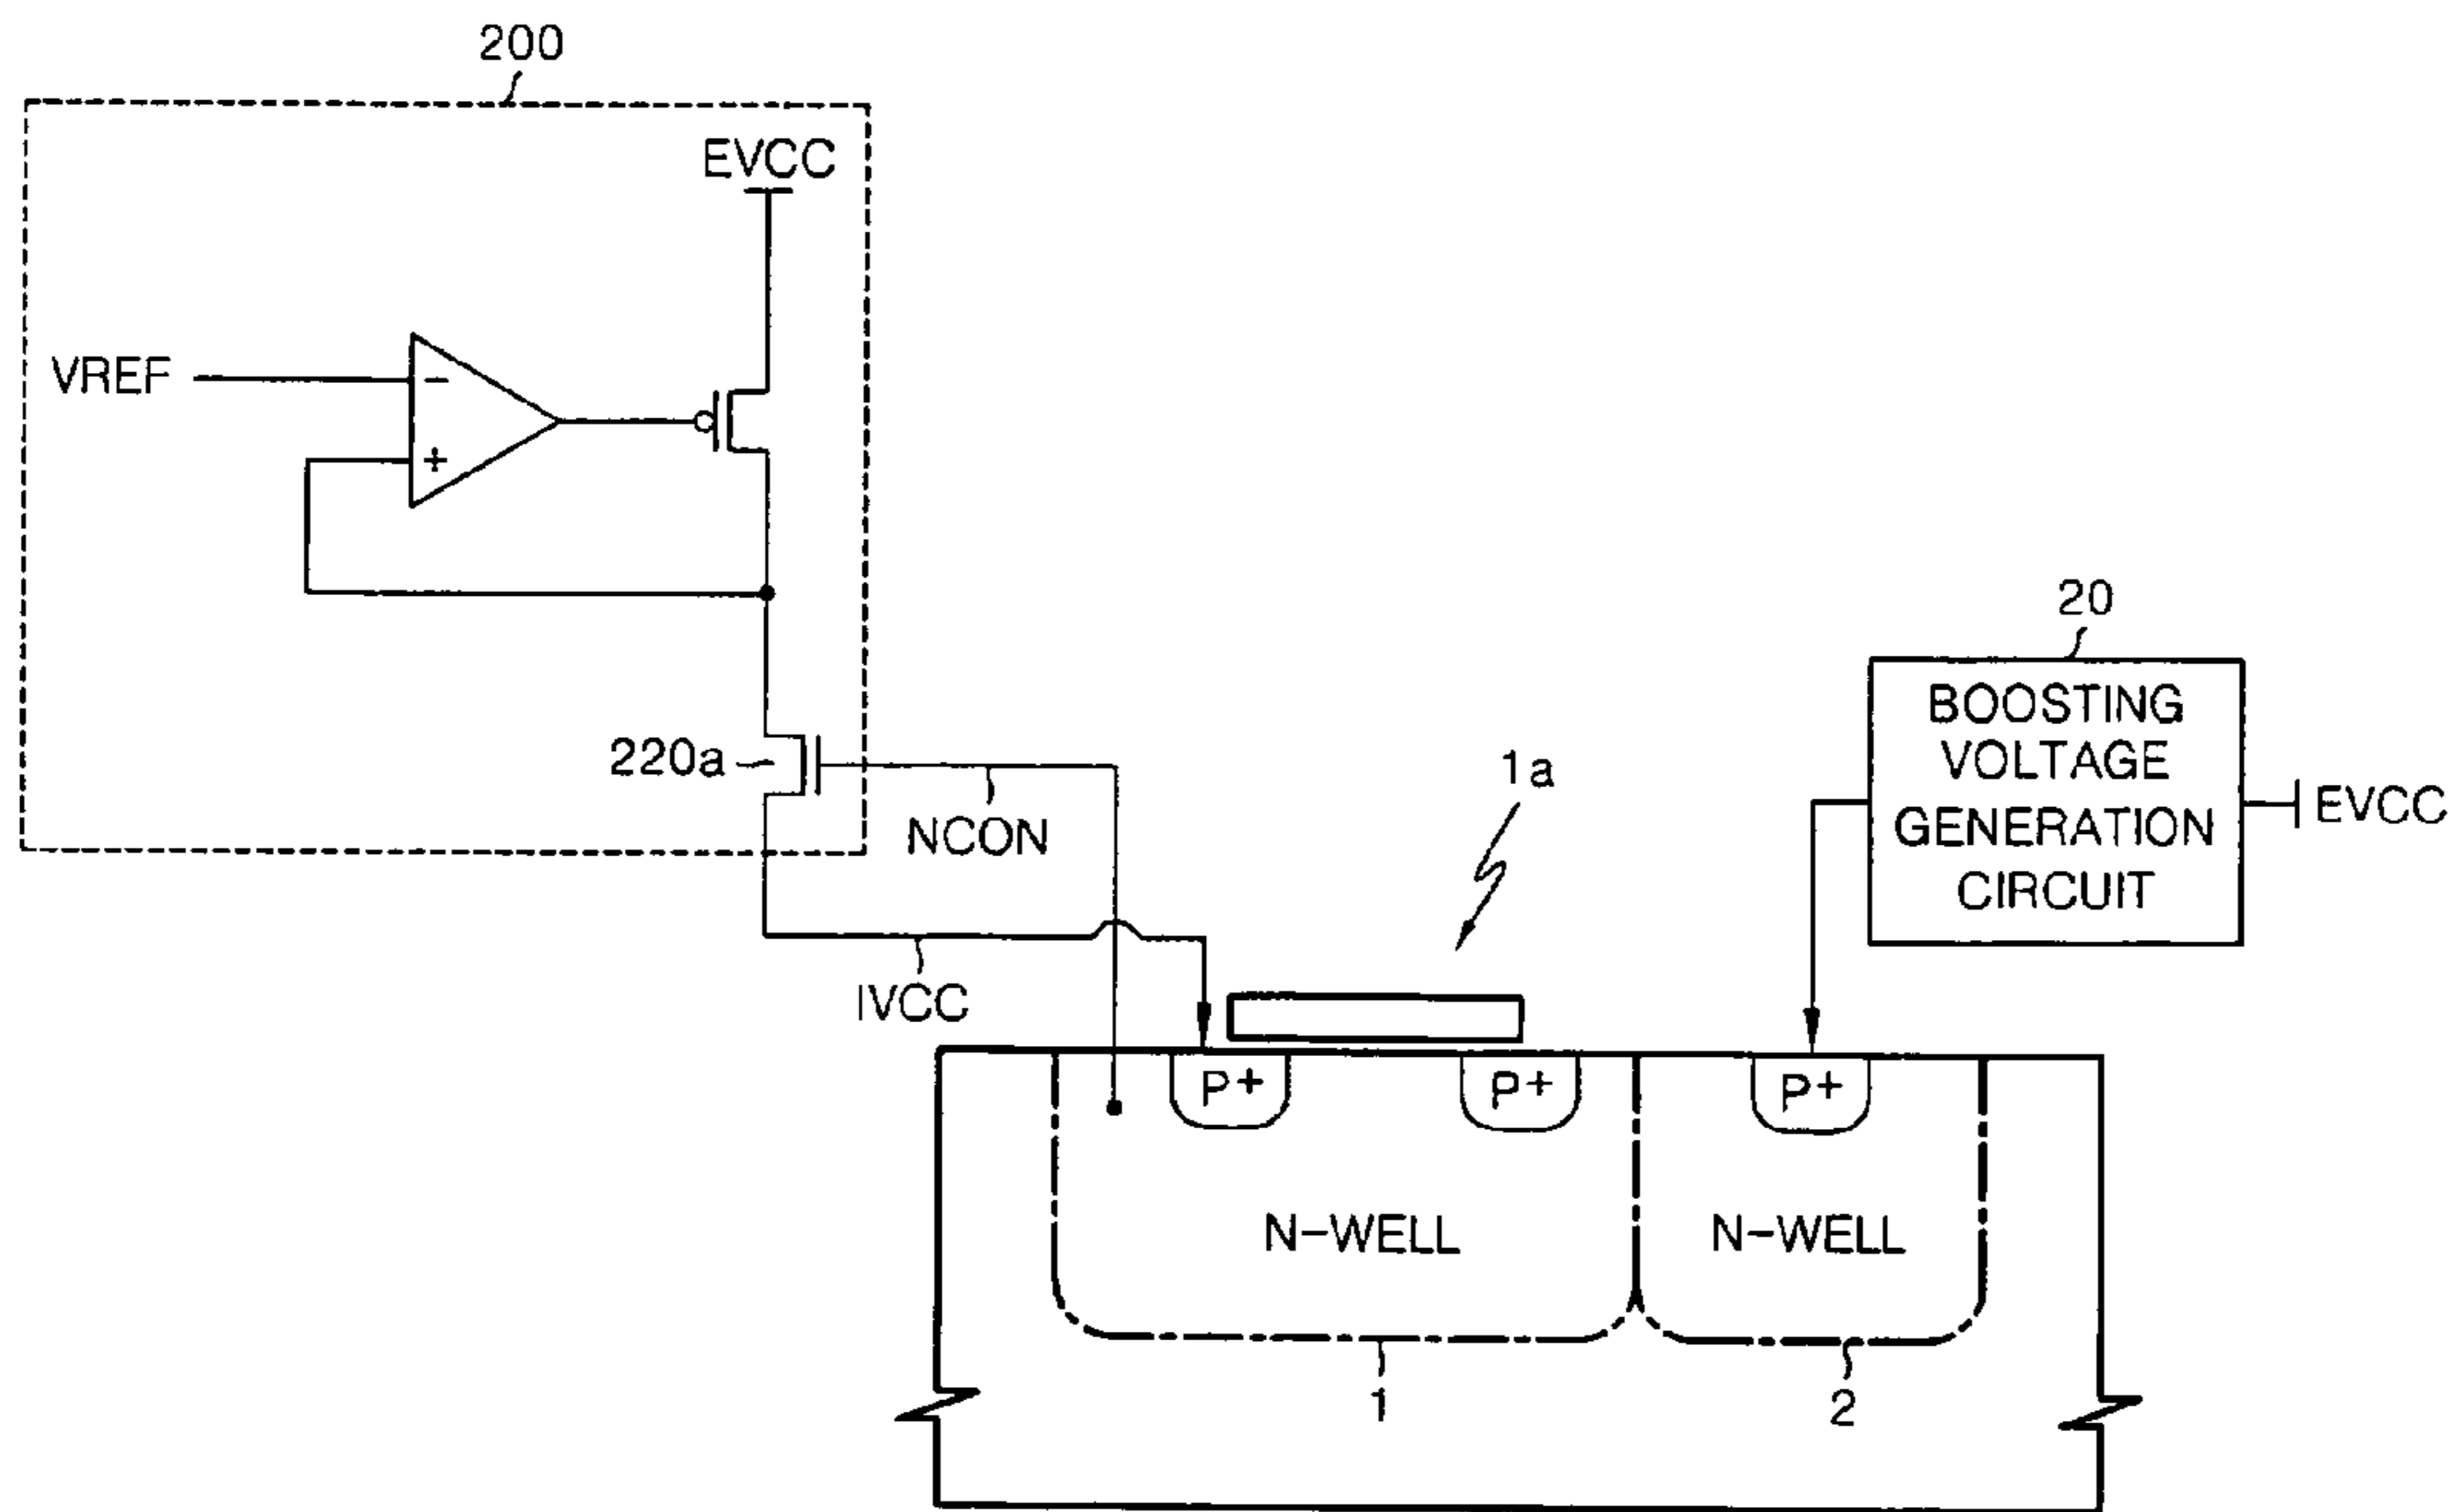 200
EVCC
VREF
-
+
220a
NCON
IVCC
1a
20
BOOSTING
VOLTAGE
GENERATION
CIRCUIT
EVCC
P+
P+
P+
N-WELL
N-WELL
1
2